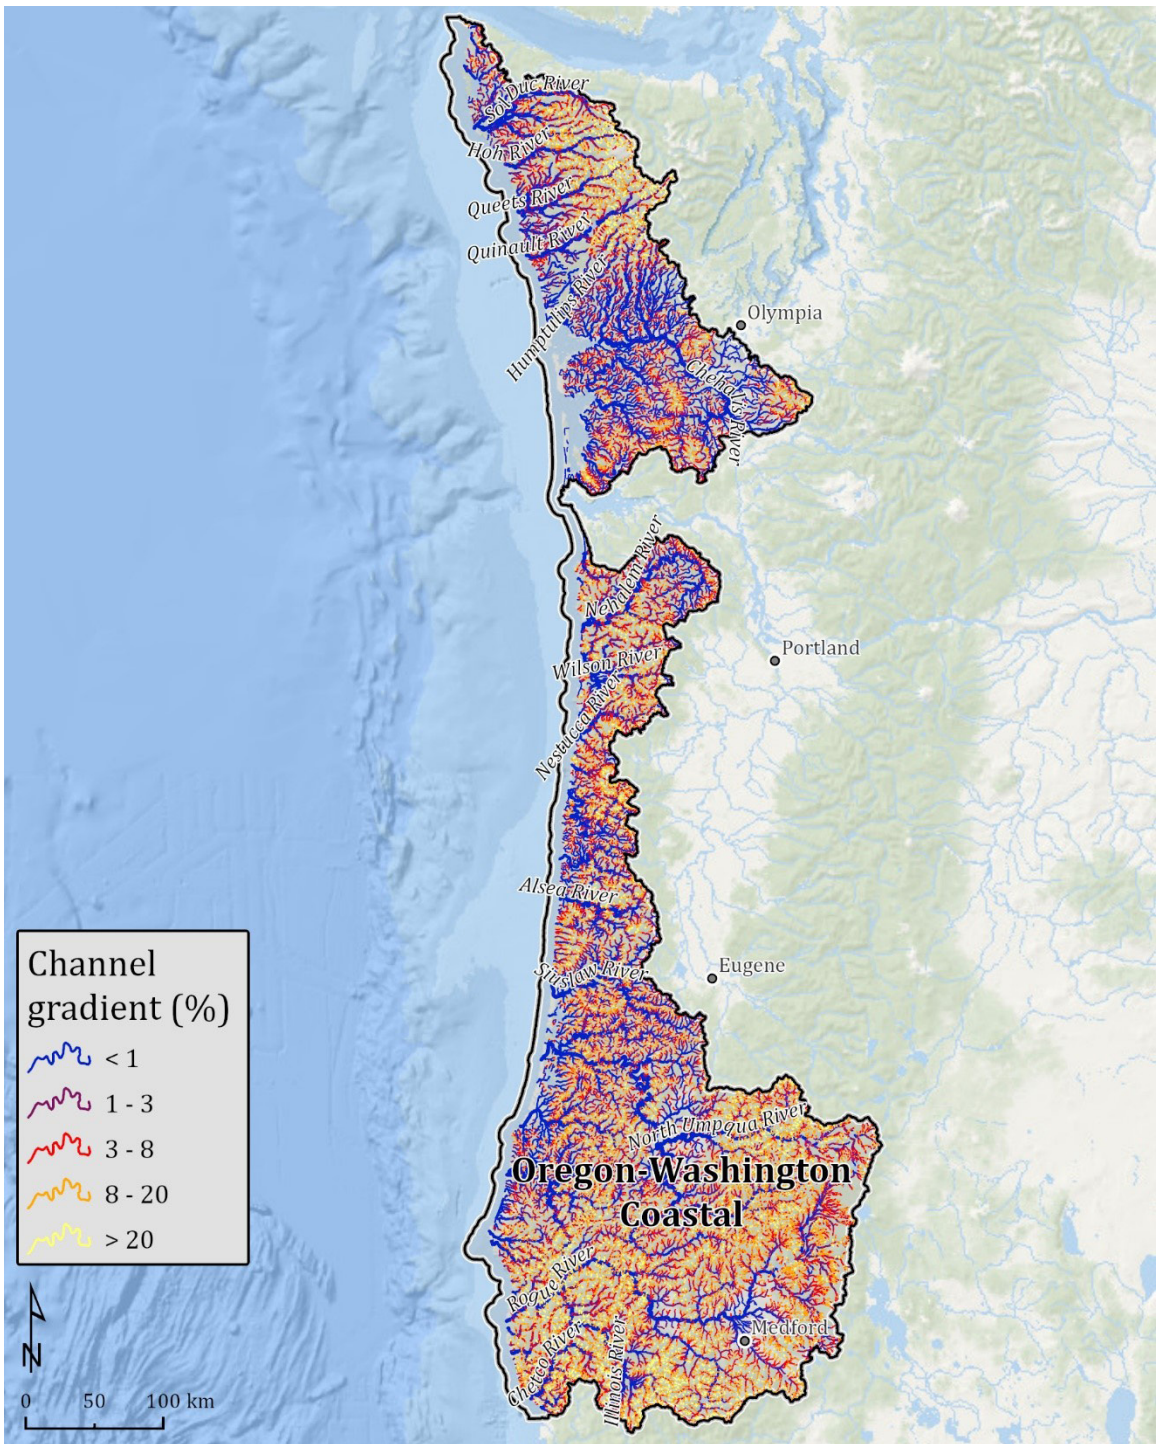 Sol Duc River
Hoh River
Queets River
Quinault River
Humptulips River
Olympia
Chehalis River
Nehalem River
Wilson River
Portland
Nestucca River
Alsea River
Siuslaw River
Eugene
North Umpqua River
Oregon-Washington
Coastal
Rogue River
Medford
Chetco River
Illinois River
Channel
gradient (%)
< 1
1 - 3
3 - 8
8 - 20
> 20
N
0 50 100 km